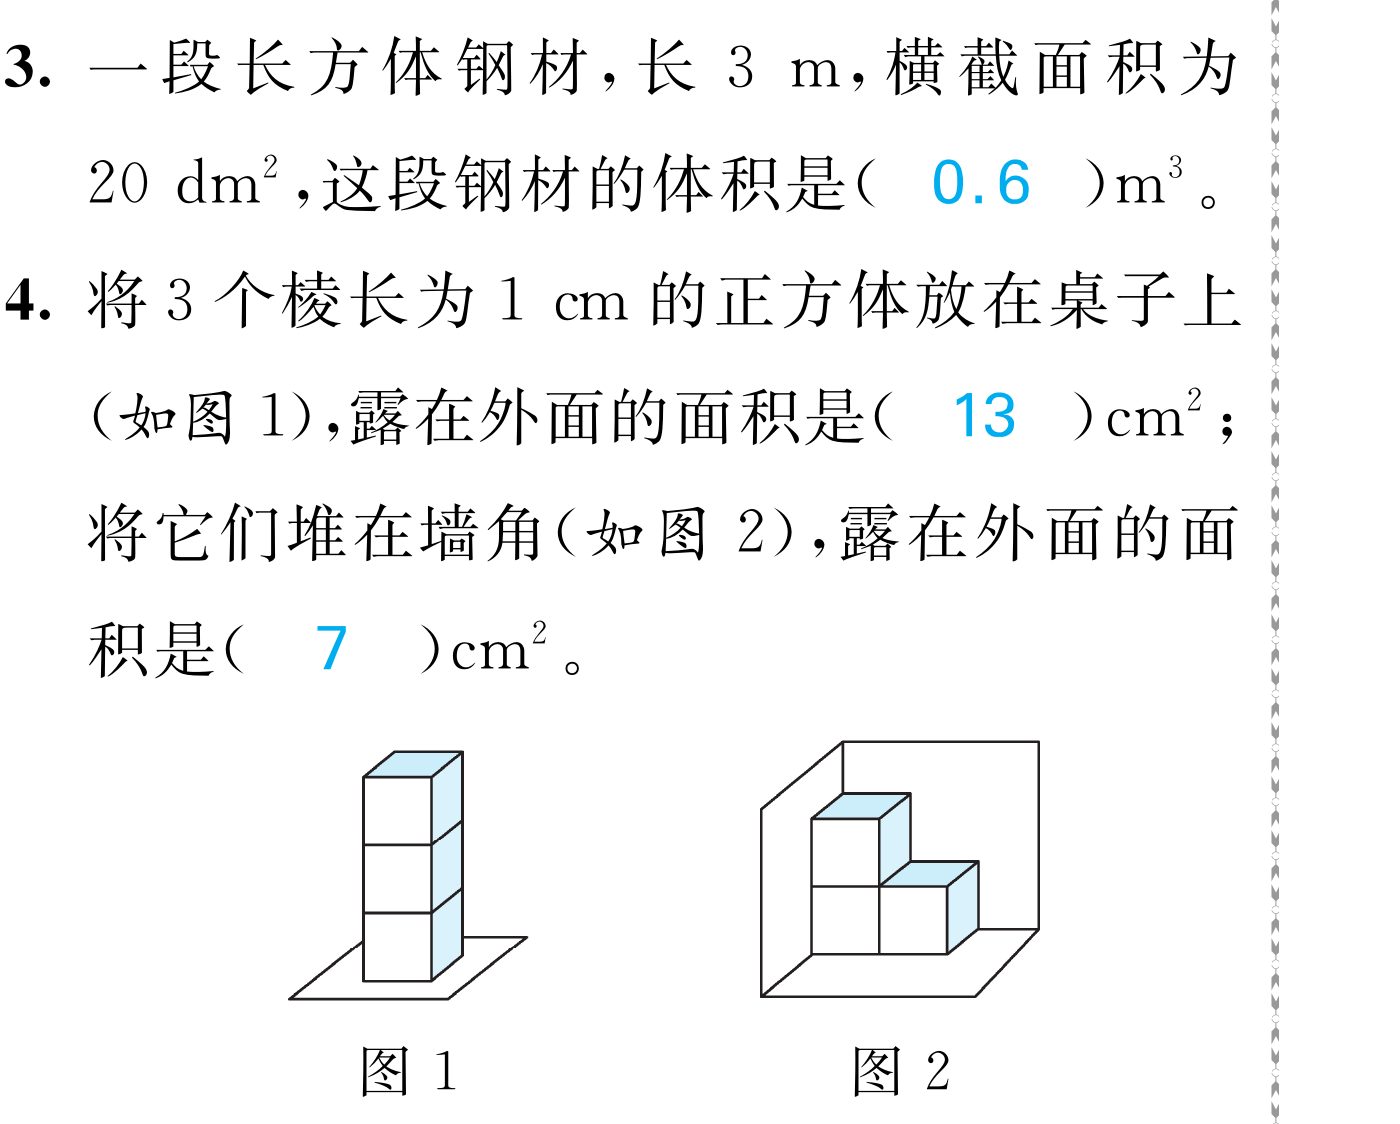 3. 一段长方体钢材,长 3 m,横截面积为
20 dm²,这段钢材的体积是( 0.6 )m³。
4. 将 3 个棱长为 1 cm 的正方体放在桌子上
(如图 1),露在外面的面积是( 13 )cm²;
将它们堆在墙角(如图 2),露在外面的面
积是( 7 )cm²。
图 1
图 2